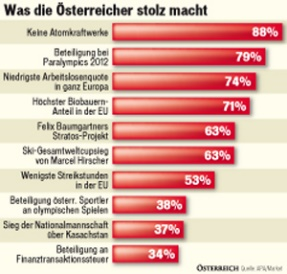 Was die Österreicher stolz macht
Keine Atomkraftwerke
88%
Beteiligung bei
Paralympics 2012
79%
Niedrigste Arbeitslosenquote
in ganz Europa
74%
Höchster Biobauern-
Anteil in der EU
71%
Felix Baumgartners
Stratos-Projekt
63%
Ski-Gesamtweltcupsieg
von Marcel Hirscher
63%
Wenigste Streikstunden
in der EU
53%
Beteiligung österr. Sportler
an olympischen Spielen
38%
Sieg der Nationalmannschaft
über Kasachstan
37%
Beteiligung an
Finanztransaktionssteuer
34%
ÖSTERREICH Quelle: APA/Market